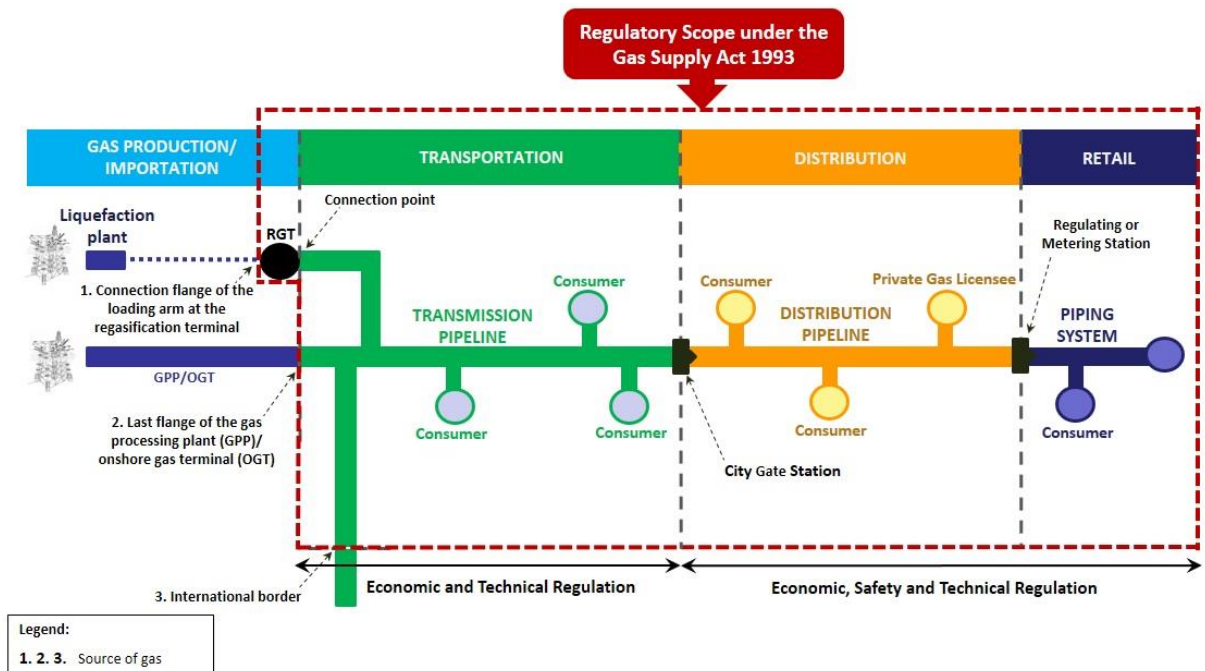 Regulatory Scope under the
Gas Supply Act 1993
GAS PRODUCTION/
IMPORTATION
TRANSPORTATION
DISTRIBUTION
RETAIL
Liquefaction
plant
RGT
Connection point
Regulating or
Metering Station
1. Connection flange of the
loading arm at the
regasification terminal
Consumer
Consumer
Private Gas Licensee
TRANSMISSION
PIPELINE
DISTRIBUTION
PIPELINE
PIPING
SYSTEM
GPP/OGT
2. Last flange of the gas
processing plant (GPP)/
onshore gas terminal (OGT)
Consumer
Consumer
Consumer
Consumer
City Gate Station
3. International border
Economic and Technical Regulation
Economic, Safety and Technical Regulation
Legend:
1. 2. 3. Source of gas